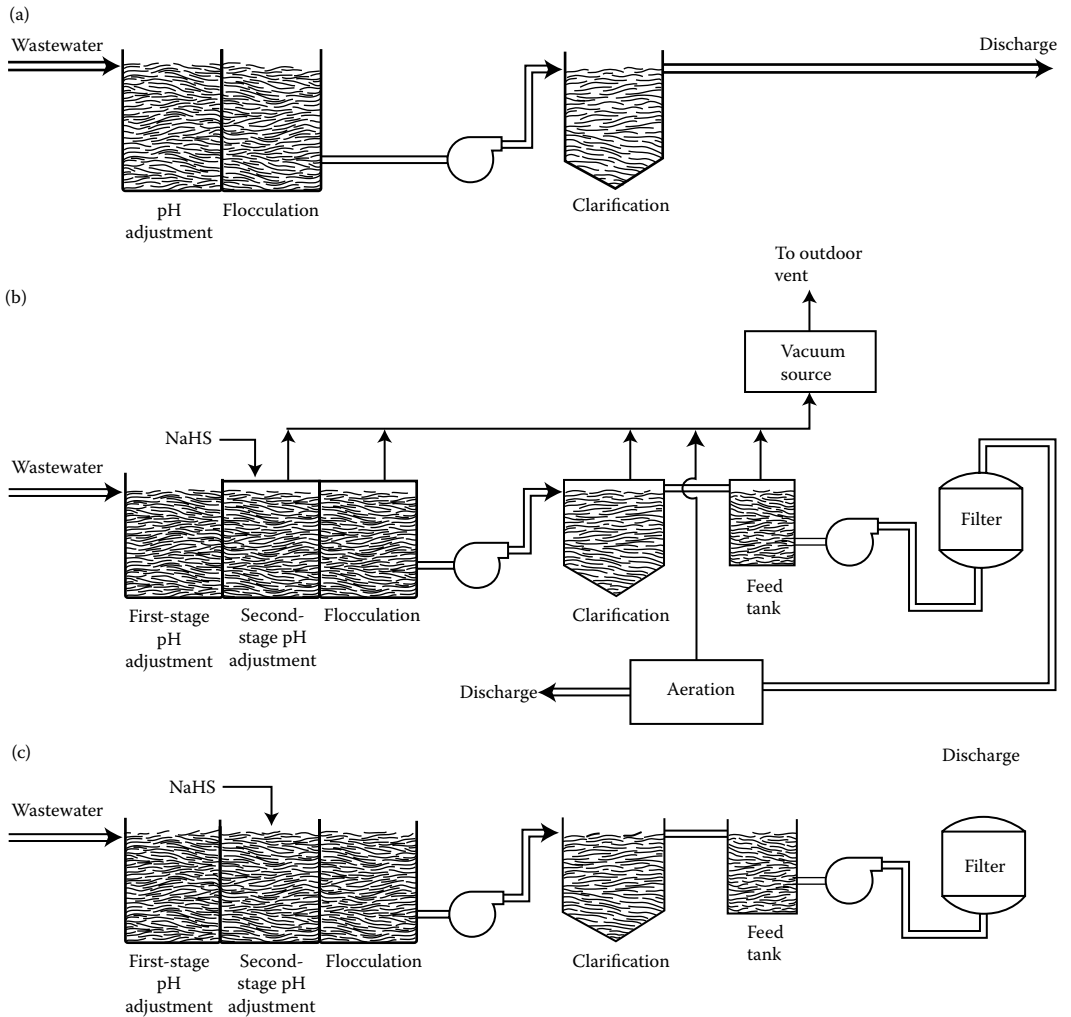 (a)
Wastewater
Discharge
pH
adjustment
Flocculation
Clarification
(b)
To outdoor
vent
Vacuum
source
NaHS
Wastewater
Filter
First-stage
pH
adjustment
Second-
stage pH
adjustment
Flocculation
Clarification
Feed
tank
Discharge
Aeration
(c)
Discharge
NaHS
Wastewater
Filter
First-stage
pH
adjustment
Second-
stage pH
adjustment
Flocculation
Clarification
Feed
tank